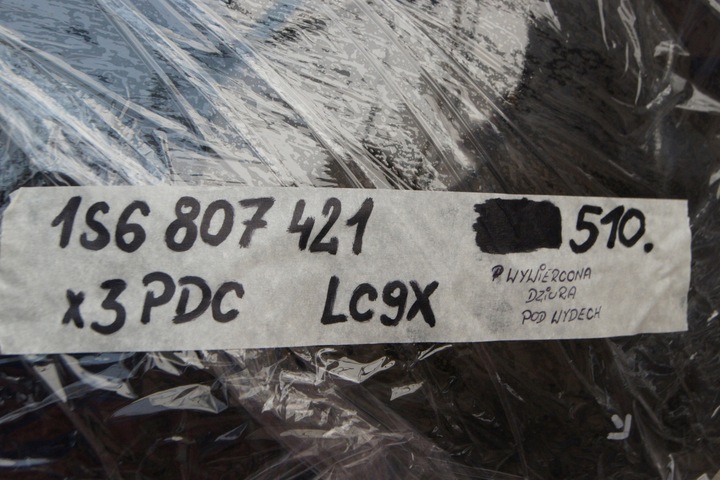 1S6 807 421 510.
x3 PDC LC9X
P WYWIERCONA
DZIURA
POD WYDECH